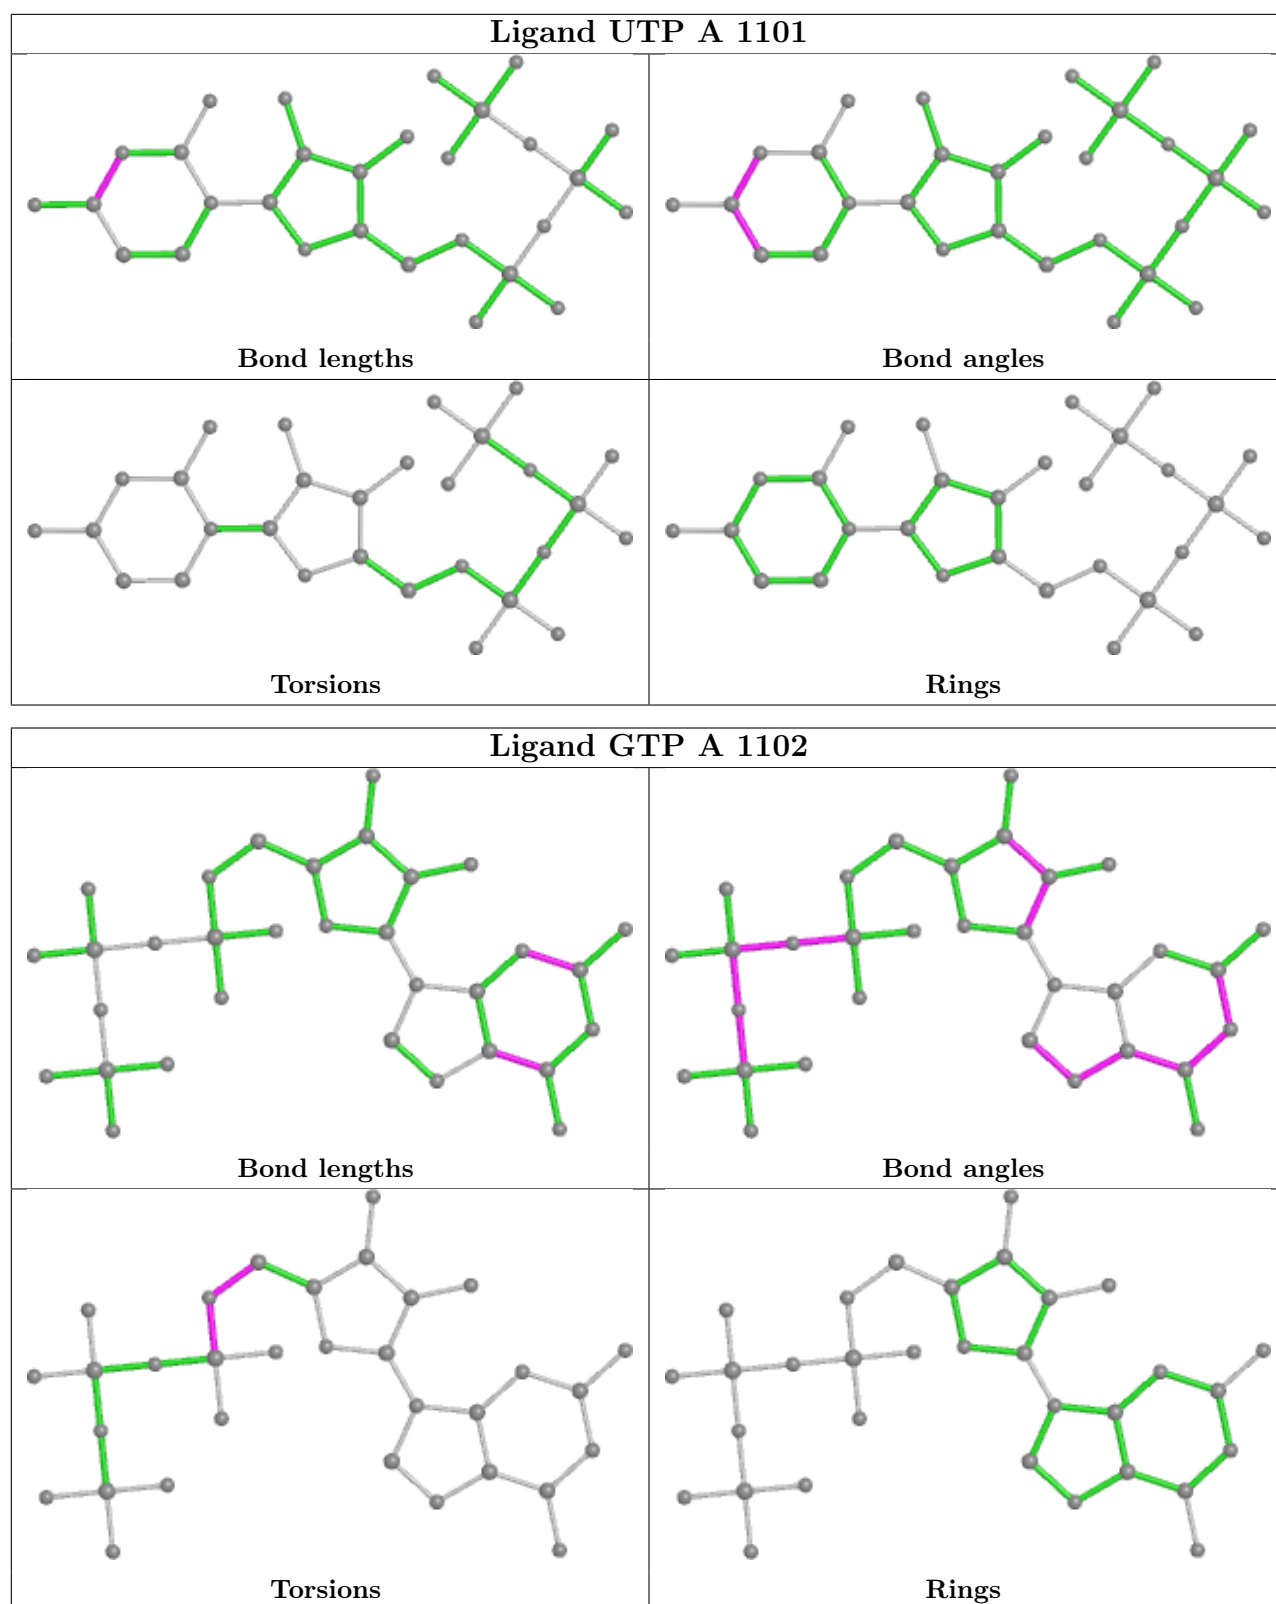 Ligand UTP A 1101
Bond lengths
Bond angles
Torsions
Rings
Ligand GTP A 1102
Bond lengths
Bond angles
Torsions
Rings